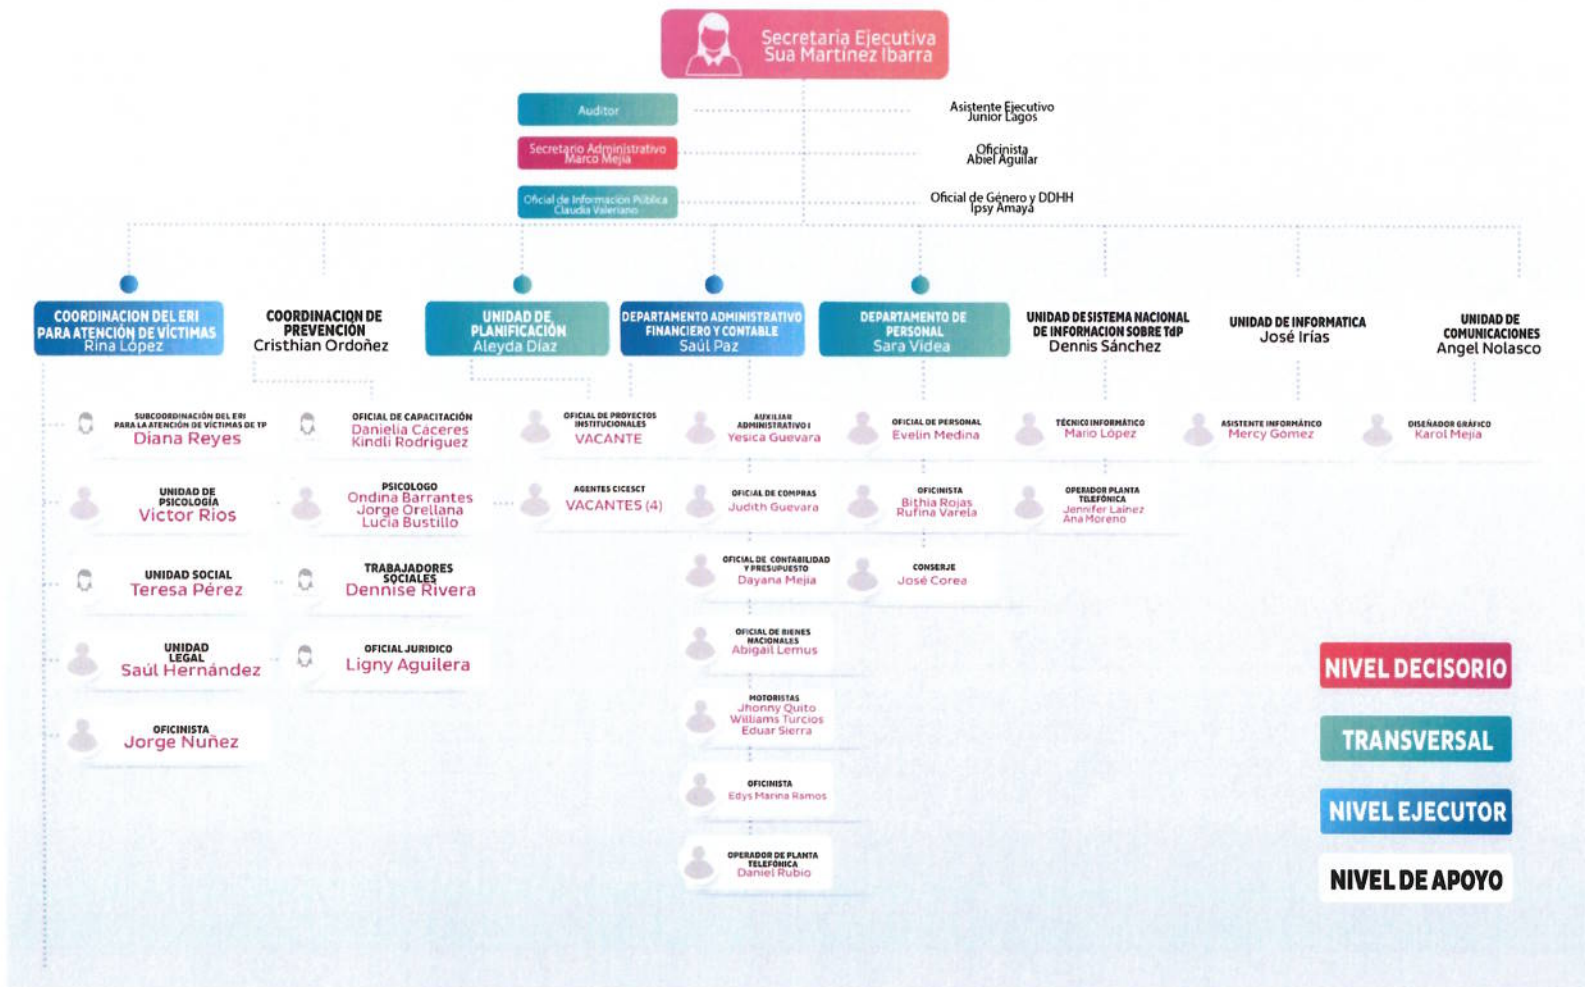 Secretaria Ejecutiva
Sua Martínez Ibarra
Auditor
Asistente Ejecutivo
Junior Lagos
Secretario Administrativo
Marco Mejía
Oficinista
Abiel Aguilar
Oficial de Información Pública
Claudia Valeriano
Oficial de Género y DDHH
Ipsy Amaya
COORDINACION DEL ERI
PARA ATENCIÓN DE VÍCTIMAS
Rina López
COORDINACION DE
PREVENCIÓN
Cristhian Ordoñez
UNIDAD DE
PLANIFICACIÓN
Aleyda Díaz
DEPARTAMENTO ADMINISTRATIVO
FINANCIERO Y CONTABLE
Saúl Paz
DEPARTAMENTO DE
PERSONAL
Sara Videa
UNIDAD DE SISTEMA NACIONAL
DE INFORMACION SOBRE TdP
Dennis Sánchez
UNIDAD DE INFORMATICA
José Irías
UNIDAD DE
COMUNICACIONES
Angel Nolasco
SUBCOORDINACIÓN DEL ERI
PARA LA ATENCIÓN DE VÍCTIMAS DE TP
Diana Reyes
OFICIAL DE CAPACITACIÓN
Danielia Cáceres
Kindli Rodriguez
OFICIAL DE PROYECTOS
INSTITUCIONALES
VACANTE
AUXILIAR
ADMINISTRATIVO I
Yesica Guevara
OFICIAL DE PERSONAL
Evelin Medina
TÉCNICO INFORMÁTICO
Mario López
ASISTENTE INFORMÁTICO
Mercy Gomez
DISEÑADOR GRÁFICO
Karol Mejia
UNIDAD DE
PSICOLOGÍA
Victor Rios
PSICOLOGO
Ondina Barrantes
Jorge Orellana
Lucia Bustillo
AGENTES CICESCT
VACANTES (4)
OFICIAL DE COMPRAS
Judith Guevara
OFICINISTA
Bithia Rojas
Rufina Varela
OPERADOR PLANTA
TELEFÓNICA
Jennifer Laínez
Ana Moreno
UNIDAD SOCIAL
Teresa Pérez
TRABAJADORES
SOCIALES
Dennise Rivera
OFICIAL DE CONTABILIDAD
Y PRESUPUESTO
Dayana Mejia
CONSERJE
José Corea
UNIDAD
LEGAL
Saúl Hernández
OFICIAL JURIDICO
Ligny Aguilera
OFICIAL DE BIENES
NACIONALES
Abigail Lemus
OFICINISTA
Jorge Nuñez
MOTORISTAS
Jhonny Quito
Williams Turcios
Eduar Sierra
OFICINISTA
Edys Marina Ramos
OPERADOR DE PLANTA
TELEFÓNICA
Daniel Rubio
NIVEL DECISORIO
TRANSVERSAL
NIVEL EJECUTOR
NIVEL DE APOYO